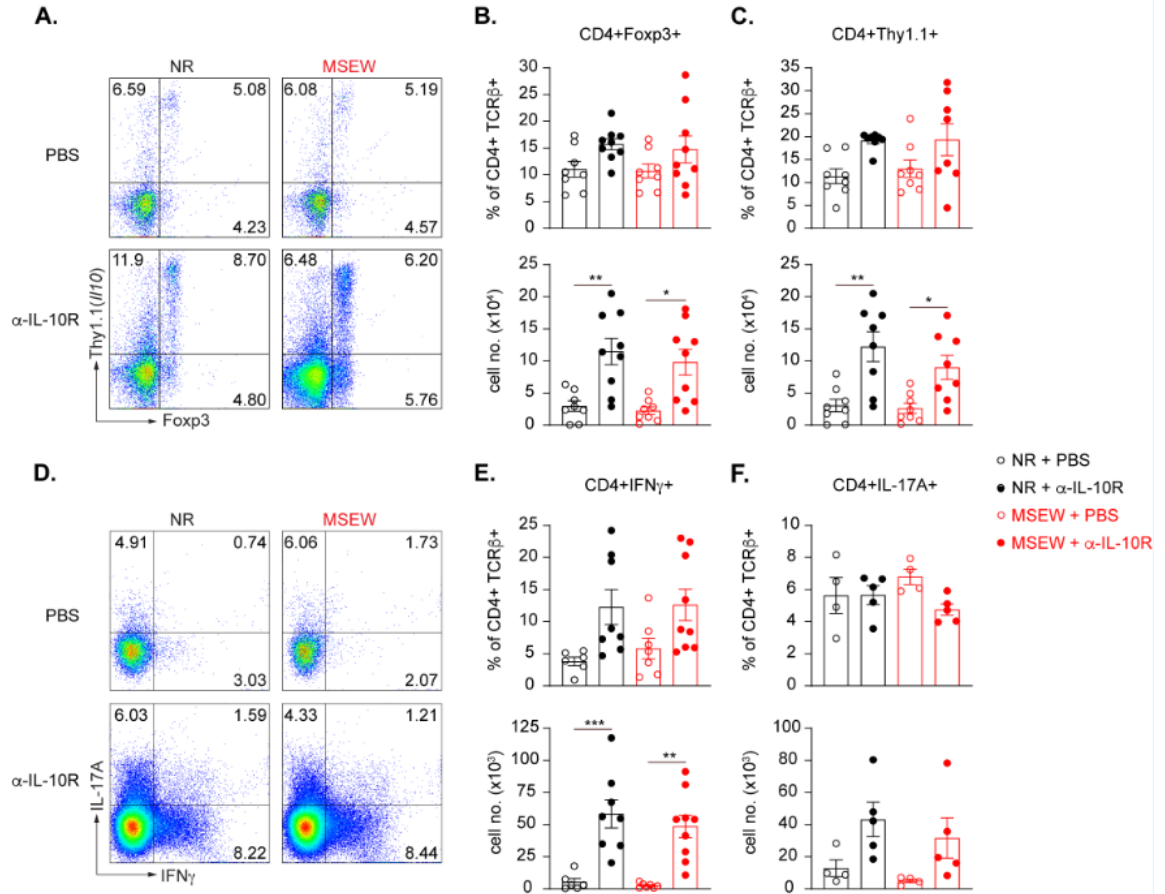 A.
NR
MSEW
PBS
6.59
5.08
4.23
6.08
5.19
4.57
α-IL-10R
11.9
8.70
4.80
6.48
6.20
5.76
Thy1.1(Il10)
Foxp3
B.
CD4+Foxp3+
% of CD4+ TCRβ+
35
30
25
20
15
10
5
0
cell no. (x10⁴)
25
20
15
10
5
0
**
*
C.
CD4+Thy1.1+
% of CD4+ TCRβ+
35
30
25
20
15
10
5
0
cell no. (x10⁴)
25
20
15
10
5
0
**
*
NR + PBS
NR + α-IL-10R
MSEW + PBS
MSEW + α-IL-10R
D.
NR
MSEW
PBS
4.91
0.74
3.03
6.06
1.73
2.07
α-IL-10R
6.03
1.59
8.22
4.33
1.21
8.44
IL-17A
IFNγ
E.
CD4+IFNγ+
% of CD4+ TCRβ+
25
20
15
10
5
0
cell no. (x10³)
125
100
75
50
25
0
***
**
F.
CD4+IL-17A+
% of CD4+ TCRβ+
10
8
6
4
2
0
cell no. (x10³)
100
80
60
40
20
0